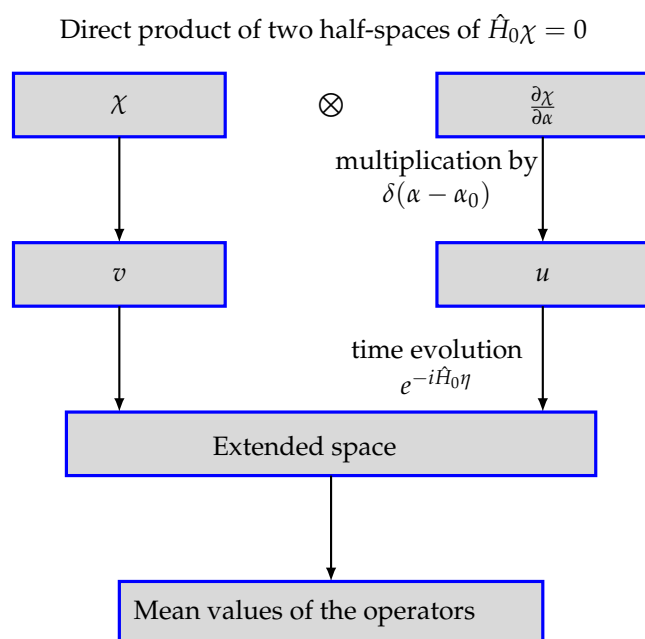 Direct product of two half-spaces of Ĥ₀χ = 0
χ ⊗ ∂χ/∂α
multiplication by
δ(α − α₀)
v u
time evolution
e^{−iĤ₀η}
Extended space
Mean values of the operators